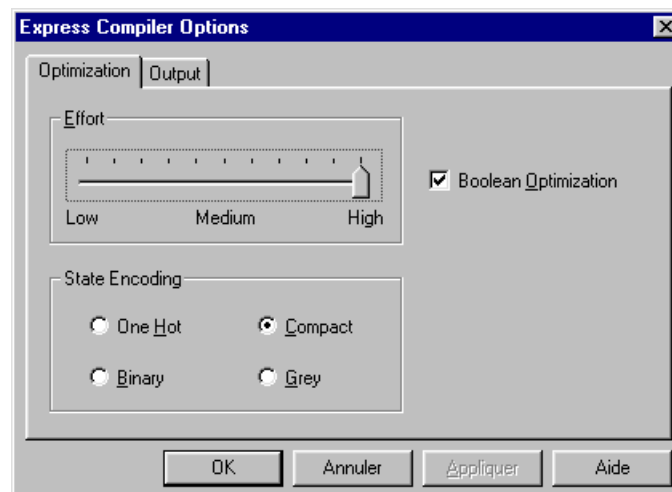 Express Compiler Options
Optimization Output
Effort
Low Medium High
Boolean Optimization
State Encoding
One Hot Compact
Binary Grey
OK Annuler Appliquer Aide